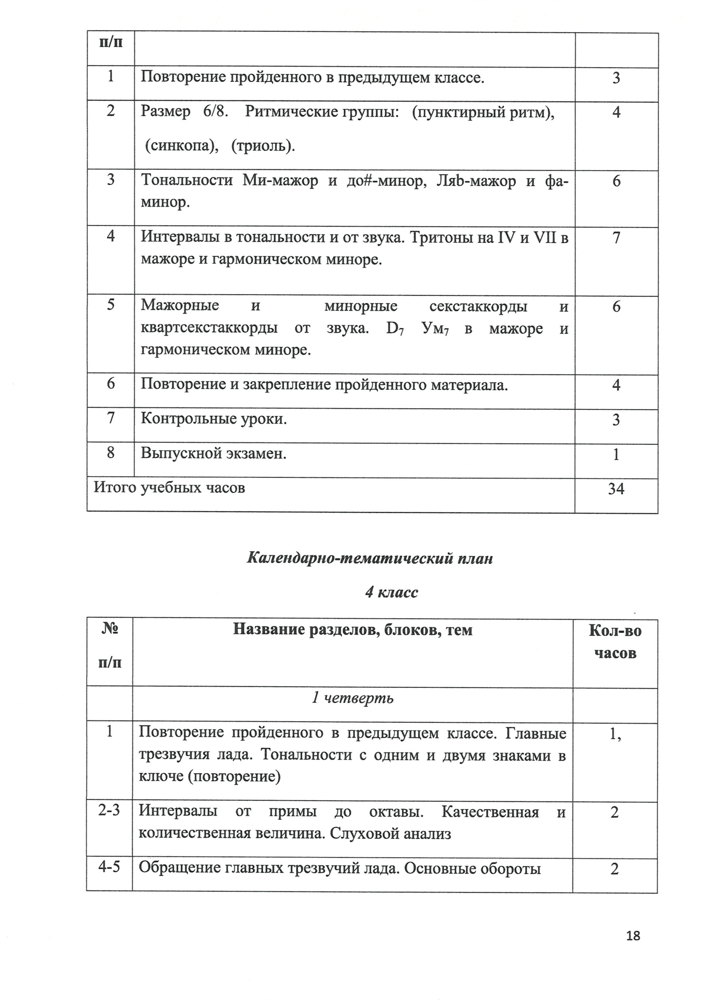 п/п
1 Повторение пройденного в предыдущем классе. 3
2 Размер 6/8. Ритмические группы: (пунктирный ритм), 4
(синкопа), (триоль).
3 Тональности Ми-мажор и до#-минор, Ляb-мажор и фа- 6
минор.
4 Интервалы в тональности и от звука. Тритоны на IV и VII в 7
мажоре и гармоническом миноре.
5 Мажорные и минорные секстаккорды и 6
квартсекстаккорды от звука. D₇ Ум₇ в мажоре и
гармоническом миноре.
6 Повторение и закрепление пройденного материала. 4
7 Контрольные уроки. 3
8 Выпускной экзамен. 1
Итого учебных часов 34
Календарно-тематический план
4 класс
№ Название разделов, блоков, тем Кол-во
часов
п/п
1 четверть
1 Повторение пройденного в предыдущем классе. Главные 1,
трезвучия лада. Тональности с одним и двумя знаками в
ключе (повторение)
2-3 Интервалы от примы до октавы. Качественная и 2
количественная величина. Слуховой анализ
4-5 Обращение главных трезвучий лада. Основные обороты 2
18